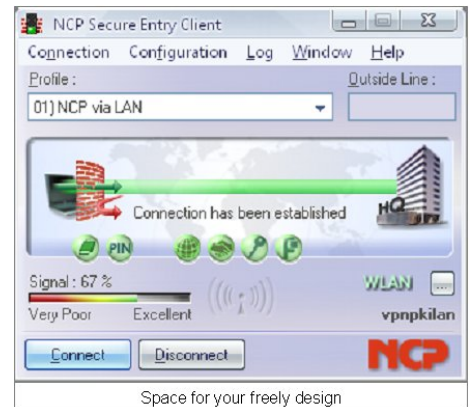 NCP Secure Entry Client
Connection Configuration Log Window Help
Profile : Outside Line :
01) NCP via LAN
HQ
Connection has been established
PIN
Signal : 67 % WLAN ...
Very Poor Excellent vpnpkilan
Connect Disconnect NCP
Space for your freely design